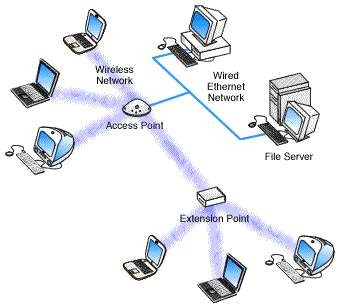 Wireless
Network
Wired
Ethernet
Network
Access Point
File Server
Extension Point